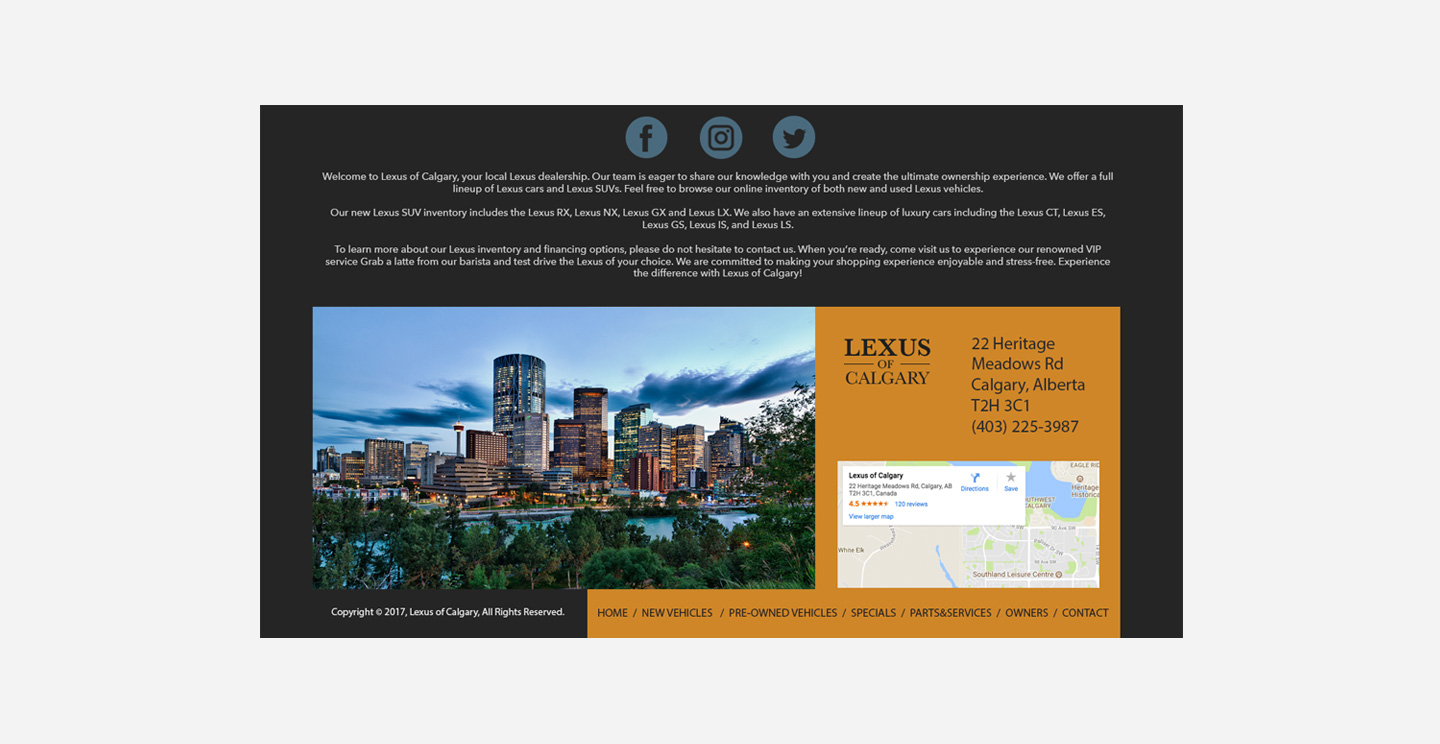 Welcome to Lexus of Calgary, your local Lexus dealership. Our team is eager to share our knowledge with you and create the ultimate ownership experience. We offer a full
lineup of Lexus cars and Lexus SUVs. Feel free to browse our online inventory of both new and used Lexus vehicles.
Our new Lexus SUV inventory includes the Lexus RX, Lexus NX, Lexus GX and Lexus LX. We also have an extensive lineup of luxury cars including the Lexus CT, Lexus ES,
Lexus GS, Lexus IS, and Lexus LS.
To learn more about our Lexus inventory and financing options, please do not hesitate to contact us. When you're ready, come visit us to experience our renowned VIP
service Grab a latte from our barista and test drive the Lexus of your choice. We are committed to making your shopping experience enjoyable and stress-free. Experience
the difference with Lexus of Calgary!
LEXUS
OF
CALGARY
22 Heritage
Meadows Rd
Calgary, Alberta
T2H 3C1
(403) 225-3987
Lexus of Calgary
22 Heritage Meadows Rd, Calgary, AB
T2H 3C1, Canada
4.5 120 reviews
View larger map
Directions
Save
EAGLE RID
Heritage
Historica
SOUTHWEST
CALGARY
90 Ave SW
90 Ave SW
Palliser Dr SW
White Elk
Southland Leisure Centre
Copyright © 2017, Lexus of Calgary, All Rights Reserved.
HOME / NEW VEHICLES / PRE-OWNED VEHICLES / SPECIALS / PARTS&SERVICES / OWNERS / CONTACT